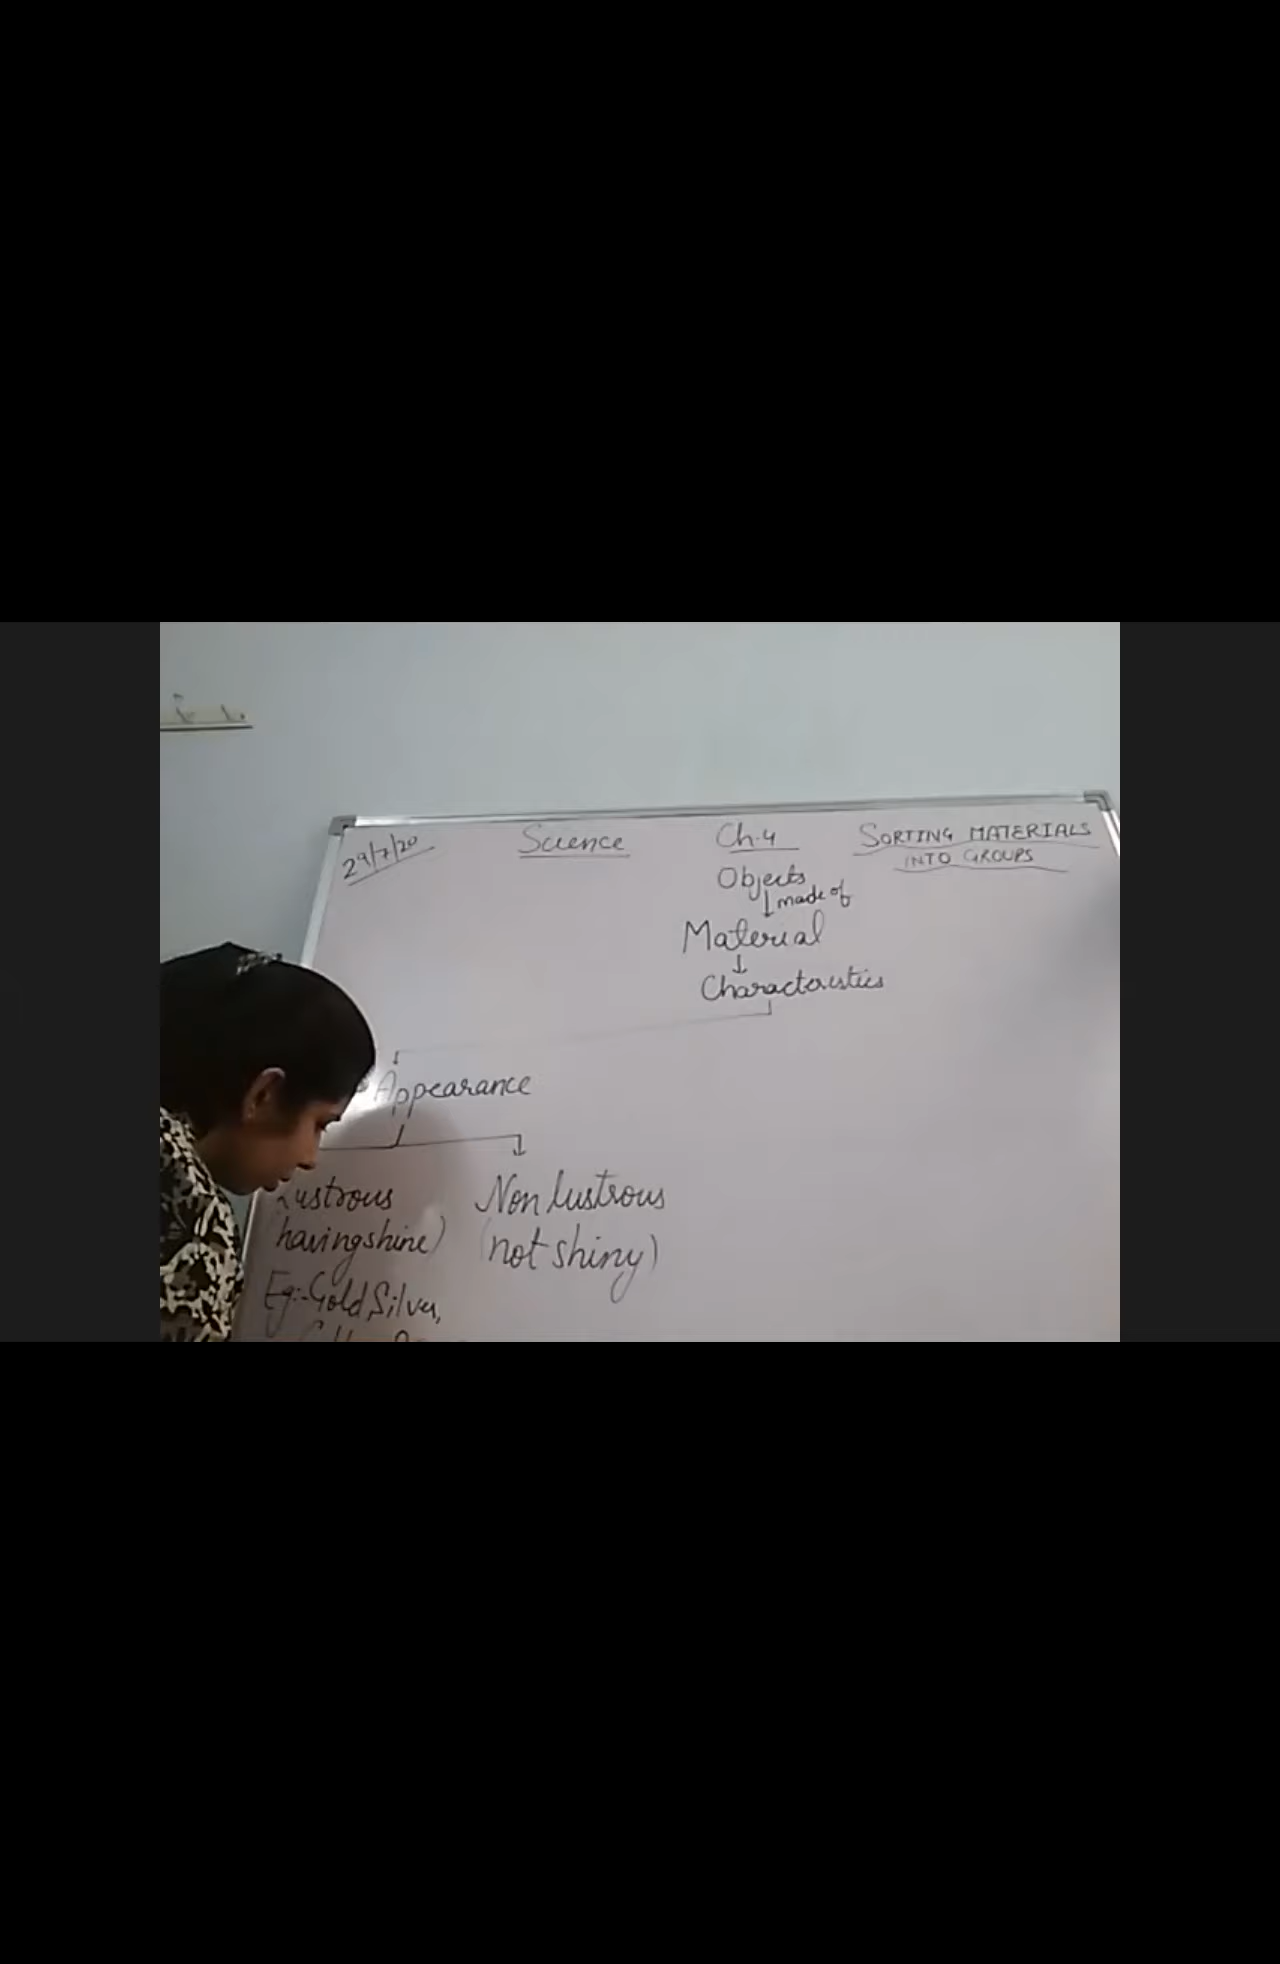 29/7/20 Science Ch-4 SORTING MATERIALS
INTO GROUPS
Objects
made of
Material
Characteristics
Appearance
Lustrous Non lustrous
having shine) (not shiny)
Eg:- Gold, Silver,